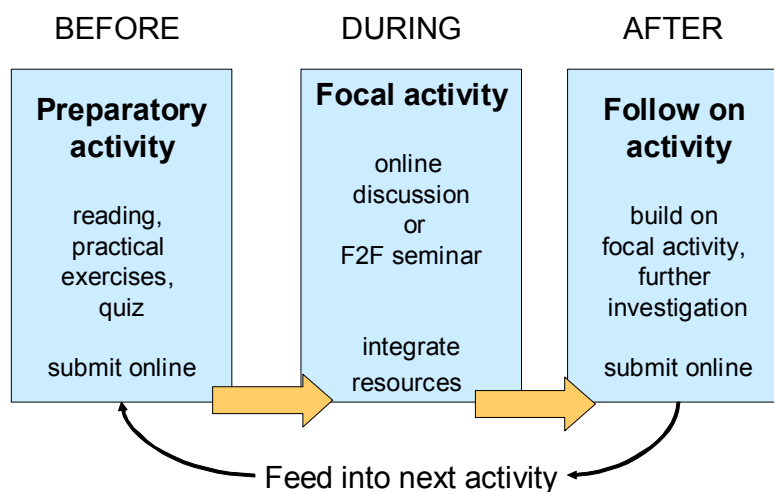 BEFORE
DURING
AFTER
Preparatory
activity
reading,
practical
exercises,
quiz
submit online
Focal activity
online
discussion
or
F2F seminar
integrate
resources
Follow on
activity
build on
focal activity,
further
investigation
submit online
Feed into next activity